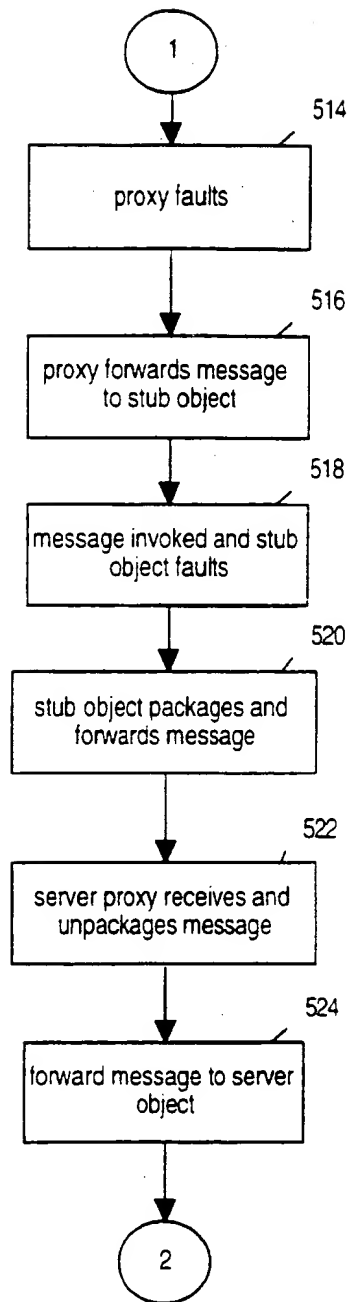 1
514
proxy faults
516
proxy forwards message
to stub object
518
message invoked and stub
object faults
520
stub object packages and
forwards message
522
server proxy receives and
unpackages message
524
forward message to server
object
2